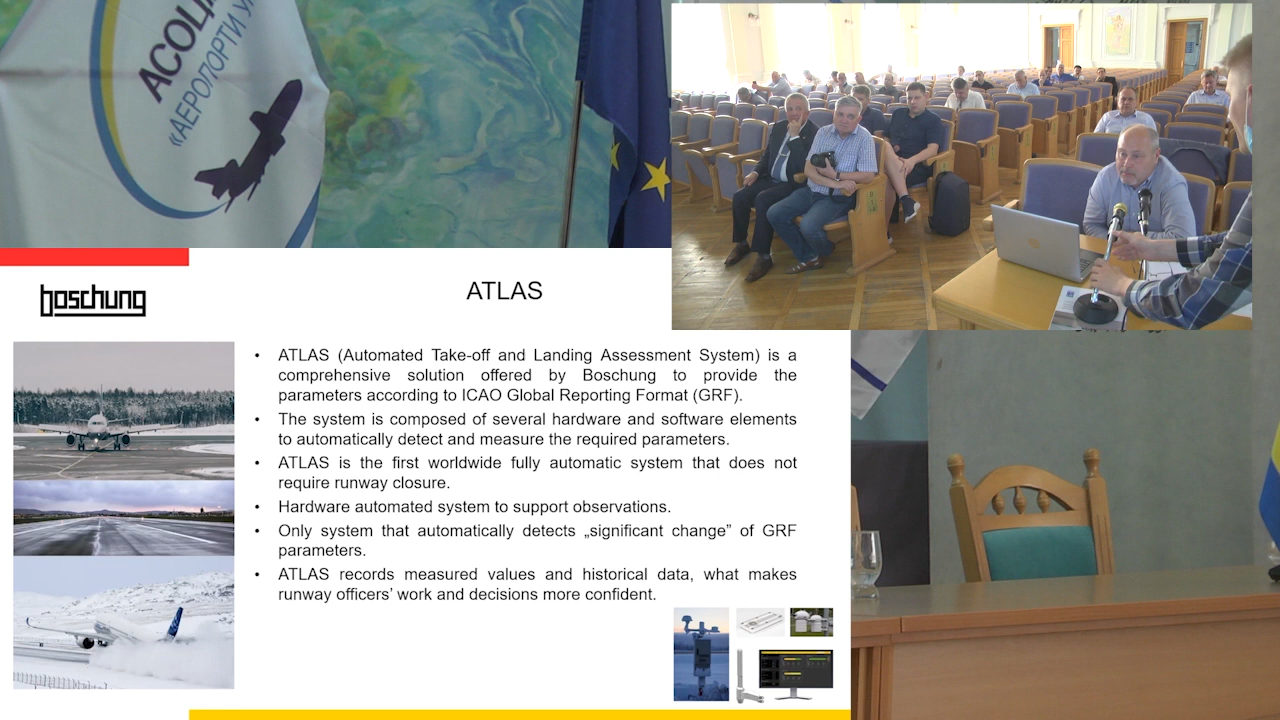 АСОЦІА
«АЕРОПОРТИ УК
boschung
ATLAS
• ATLAS (Automated Take-off and Landing Assessment System) is a
comprehensive solution offered by Boschung to provide the
parameters according to ICAO Global Reporting Format (GRF).
• The system is composed of several hardware and software elements
to automatically detect and measure the required parameters.
• ATLAS is the first worldwide fully automatic system that does not
require runway closure.
• Hardware automated system to support observations.
• Only system that automatically detects „significant change” of GRF
parameters.
• ATLAS records measured values and historical data, what makes
runway officers’ work and decisions more confident.